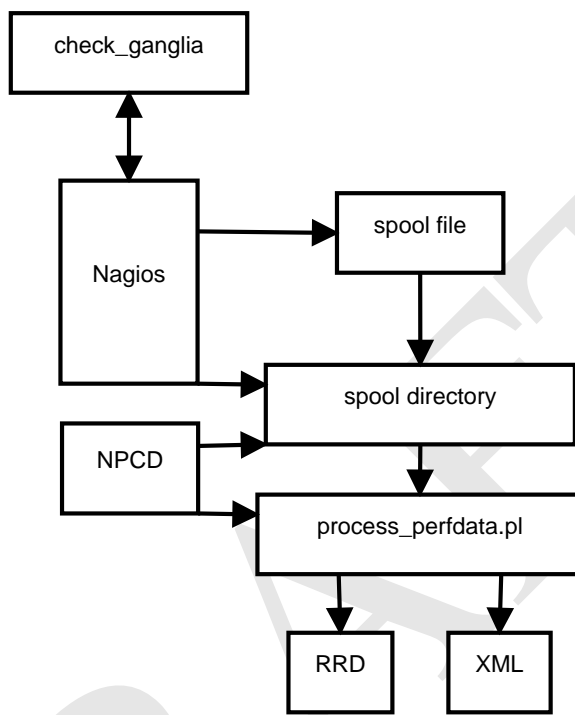 check_ganglia
Nagios
spool file
spool directory
NPCD
process_perfdata.pl
RRD
XML